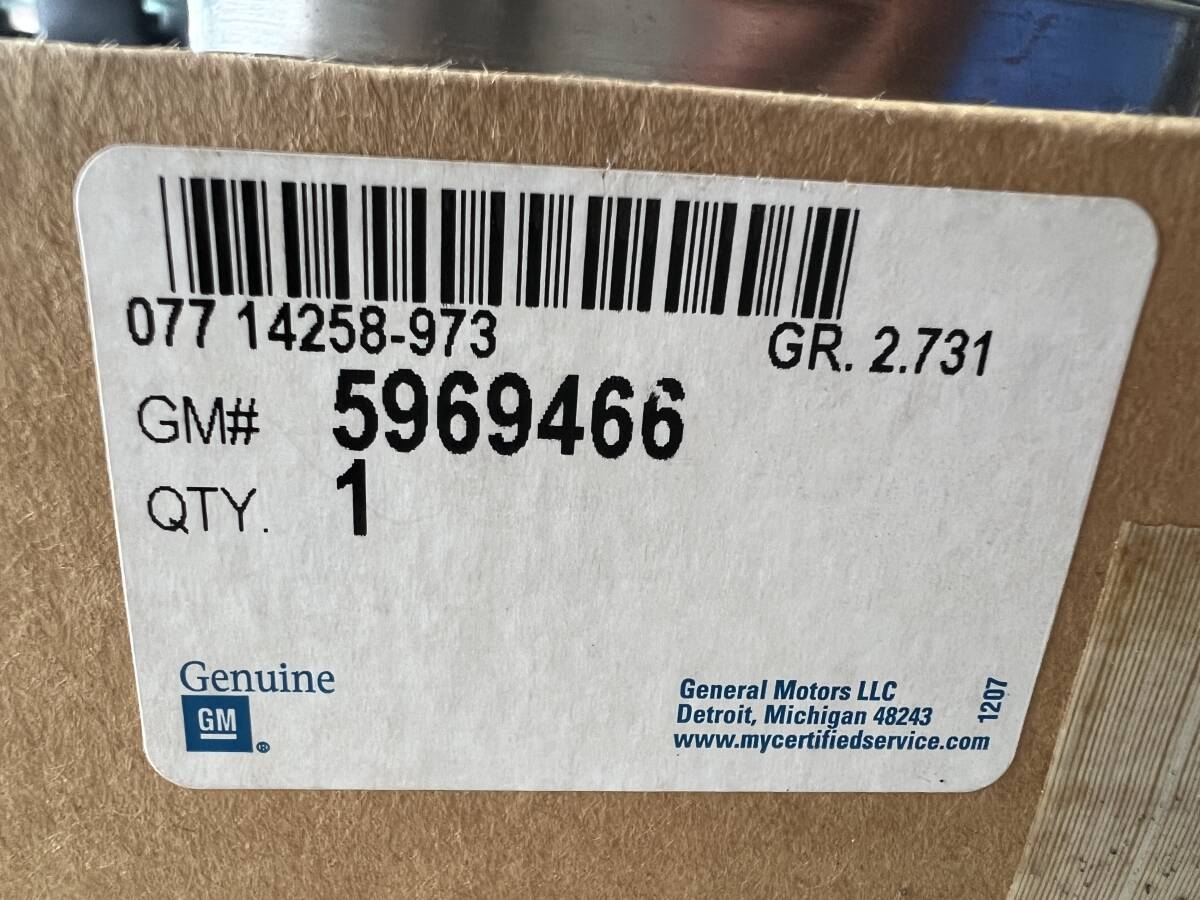 077 14258-973 GR. 2.731
GM# 5969466
QTY. 1
Genuine
GM
®
General Motors LLC
Detroit, Michigan 48243
www.mycertifiedservice.com
1207